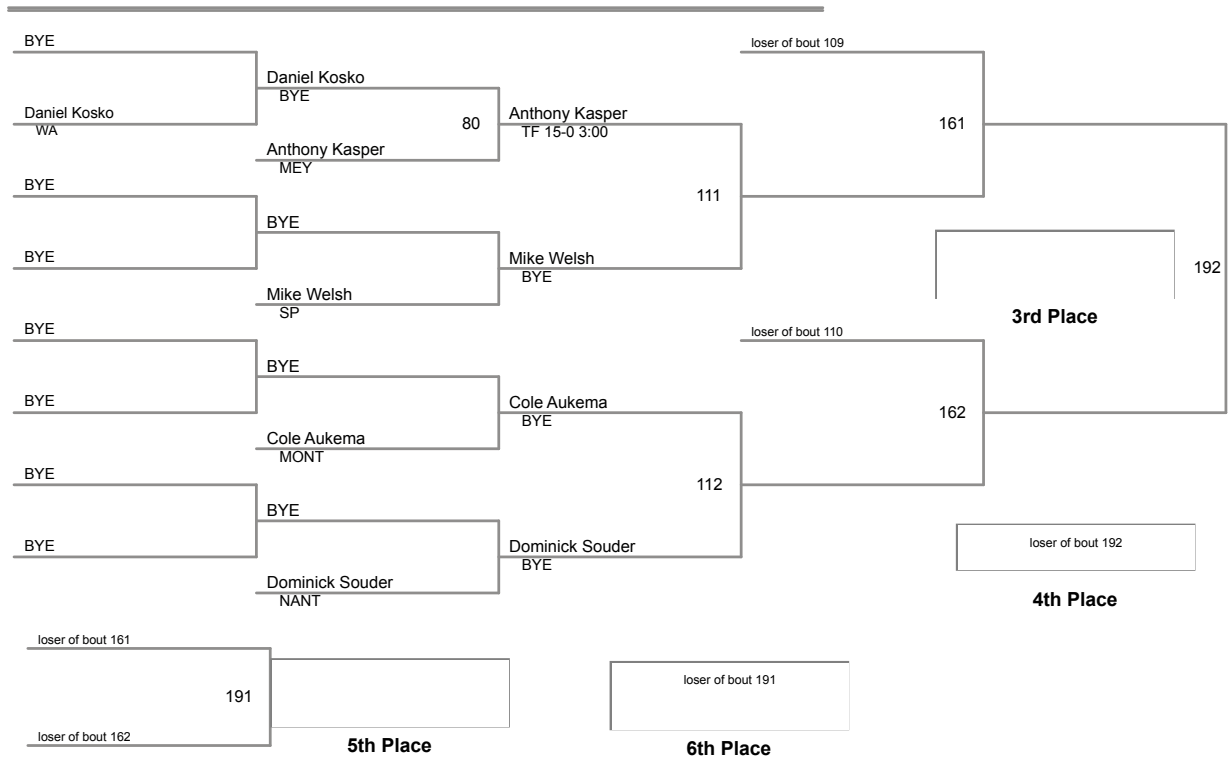 BYE
Daniel Kosko
WA
BYE
BYE
BYE
BYE
BYE
BYE
Daniel Kosko
BYE
80
Anthony Kasper
MEY
BYE
Mike Welsh
SP
BYE
Cole Aukema
MONT
BYE
Dominick Souder
NANT
Anthony Kasper
TF 15-0 3:00
111
Mike Welsh
BYE
Cole Aukema
BYE
112
Dominick Souder
BYE
loser of bout 109
161
loser of bout 110
162
192
3rd Place
loser of bout 192
4th Place
loser of bout 161
191
loser of bout 162
5th Place
loser of bout 191
6th Place